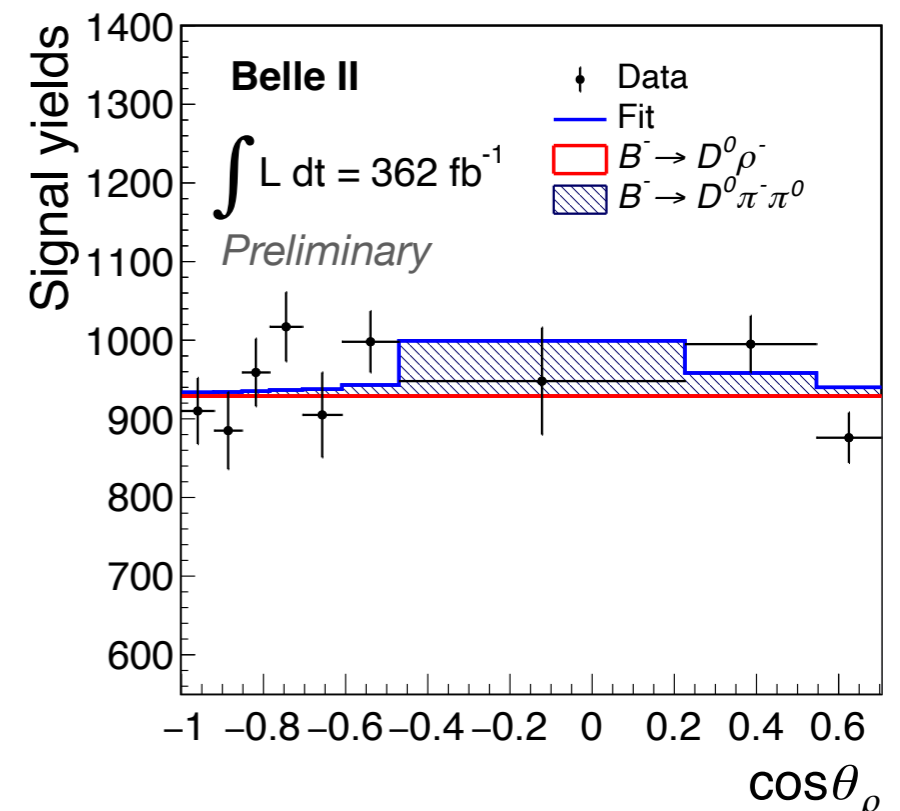 Signal yields
1400
1300
1200
1100
1000
900
800
700
600
Belle II
∫ L dt = 362 fb⁻¹
Preliminary
Data
Fit
B⁻ → D⁰ρ⁻
B⁻ → D⁰π⁻π⁰
−1 −0.8 −0.6 −0.4 −0.2 0 0.2 0.4 0.6
cosθρ